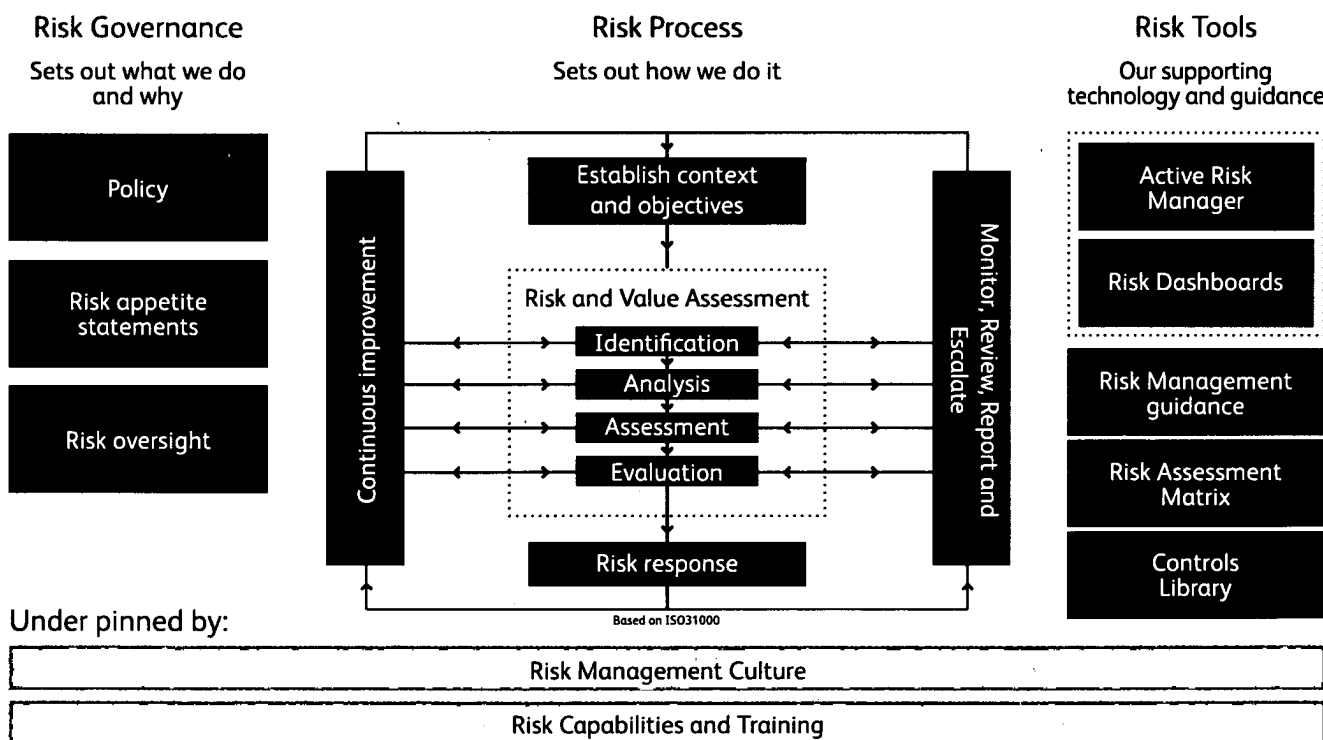 Risk Governance
Sets out what we do
and why
Policy
Risk appetite
statements
Risk oversight
Risk Process
Sets out how we do it
Establish context
and objectives
Continuous improvement
Risk and Value Assessment
Identification
Analysis
Assessment
Evaluation
Monitor, Review, Report and
Escalate
Risk response
Based on ISO31000
Risk Tools
Our supporting
technology and guidance
Active Risk
Manager
Risk Dashboards
Risk Management
guidance
Risk Assessment
Matrix
Controls
Library
Under pinned by:
Risk Management Culture
Risk Capabilities and Training